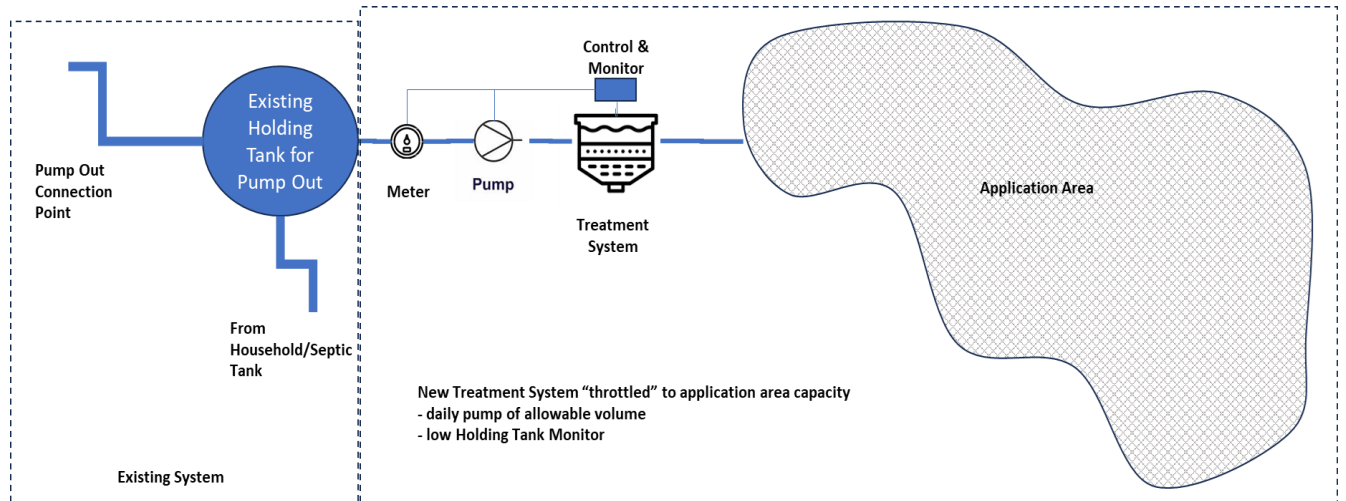 Control &
Monitor
Existing
Holding
Tank for
Pump Out
Pump Out
Connection
Point
Meter
Pump
Treatment
System
Application Area
From
Household/Septic
Tank
New Treatment System “throttled” to application area capacity
- daily pump of allowable volume
- low Holding Tank Monitor
Existing System